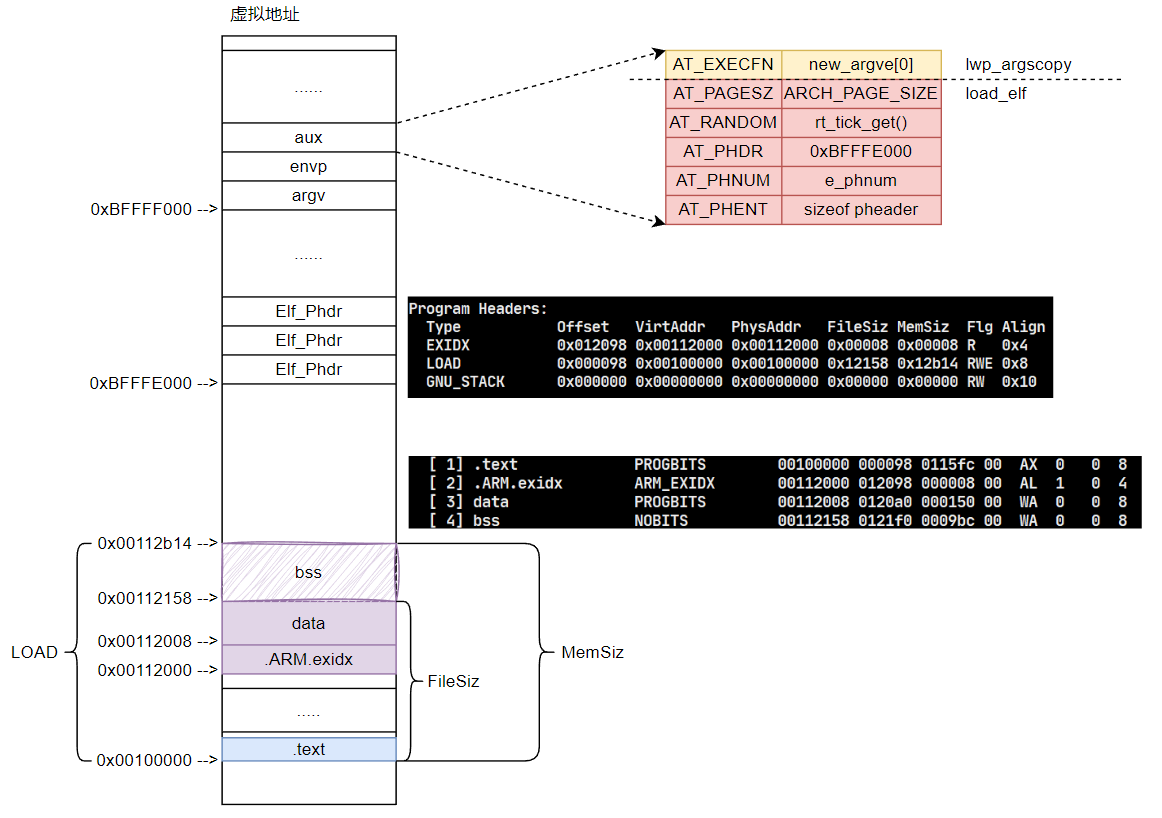 虚拟地址
......
aux
envp
argv
0xBFFFF000 -->
......
Elf_Phdr
Elf_Phdr
Elf_Phdr
0xBFFFE000 -->
AT_EXECFN new_argve[0] lwp_argscopy
AT_PAGESZ ARCH_PAGE_SIZE load_elf
AT_RANDOM rt_tick_get()
AT_PHDR 0xBFFFE000
AT_PHNUM e_phnum
AT_PHENT sizeof pheader
Program Headers:
Type Offset VirtAddr PhysAddr FileSiz MemSiz Flg Align
EXIDX 0x012098 0x00112000 0x00112000 0x00008 0x00008 R 0x4
LOAD 0x000098 0x00100000 0x00100000 0x12158 0x12b14 RWE 0x8
GNU_STACK 0x000000 0x00000000 0x00000000 0x00000 0x00000 RW 0x10
[ 1] .text PROGBITS 00100000 000098 0115fc 00 AX 0 0 8
[ 2] .ARM.exidx ARM_EXIDX 00112000 012098 000008 00 AL 1 0 4
[ 3] data PROGBITS 00112008 0120a0 000150 00 WA 0 0 8
[ 4] bss NOBITS 00112158 0121f0 0009bc 00 WA 0 0 8
0x00112b14 -->
bss
0x00112158 -->
data
0x00112008 -->
LOAD
.ARM.exidx
0x00112000 -->
MemSiz
FileSiz
.....
.text
0x00100000 -->